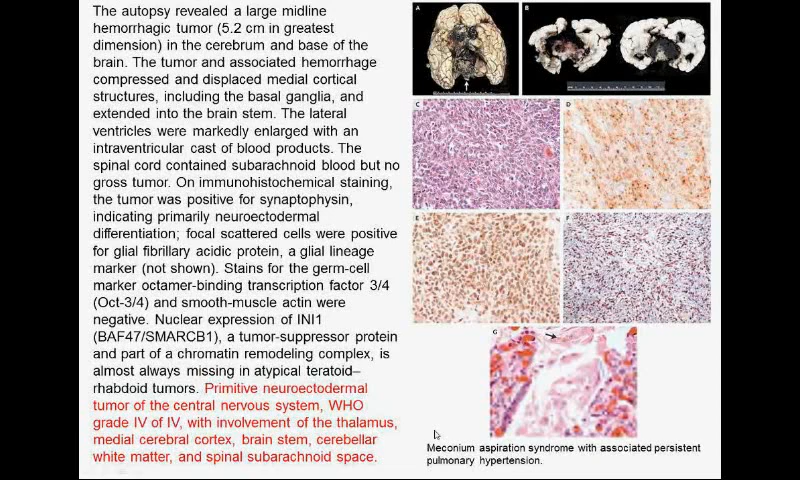 The autopsy revealed a large midline
hemorrhagic tumor (5.2 cm in greatest
dimension) in the cerebrum and base of the
brain. The tumor and associated hemorrhage
compressed and displaced medial cortical
structures, including the basal ganglia, and
extended into the brain stem. The lateral
ventricles were markedly enlarged with an
intraventricular cast of blood products. The
spinal cord contained subarachnoid blood but no
gross tumor. On immunohistochemical staining,
the tumor was positive for synaptophysin,
indicating primarily neuroectodermal
differentiation; focal scattered cells were positive
for glial fibrillary acidic protein, a glial lineage
marker (not shown). Stains for the germ-cell
marker octamer-binding transcription factor 3/4
(Oct-3/4) and smooth-muscle actin were
negative. Nuclear expression of INI1
(BAF47/SMARCB1), a tumor-suppressor protein
and part of a chromatin remodeling complex, is
almost always missing in atypical teratoid–
rhabdoid tumors. Primitive neuroectodermal
tumor of the central nervous system, WHO
grade IV of IV, with involvement of the thalamus,
medial cerebral cortex, brain stem, cerebellar
white matter, and spinal subarachnoid space.
A
B
C
D
E
F
G
Meconium aspiration syndrome with associated persistent
pulmonary hypertension.